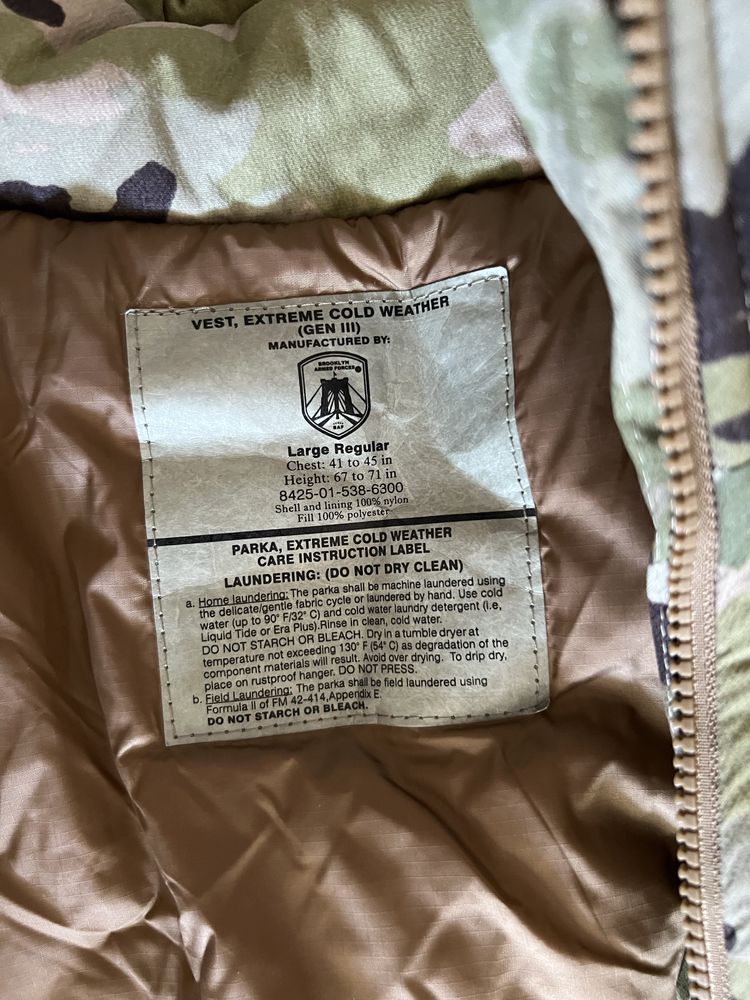 VEST, EXTREME COLD WEATHER
(GEN III)
MANUFACTURED BY:
BROOKLYN
ARMED FORCES
BAF
Large Regular
Chest: 41 to 45 in
Height: 67 to 71 in
8425-01-538-6300
Shell and lining 100% nylon
Fill 100% polyester
PARKA, EXTREME COLD WEATHER
CARE INSTRUCTION LABEL
LAUNDERING: (DO NOT DRY CLEAN)
a. Home laundering: The parka shall be machine laundered using
the delicate/gentle fabric cycle or laundered by hand. Use cold
water (up to 90° F/32° C) and cold water laundry detergent (i.e,
Liquid Tide or Era Plus).Rinse in clean, cold water.
DO NOT STARCH OR BLEACH. Dry in a tumble dryer at
temperature not exceeding 130° F (54° C) as degradation of the
component materials will result. Avoid over drying. To drip dry,
place on rustproof hanger. DO NOT PRESS.
b. Field Laundering: The parka shall be field laundered using
Formula II of FM 42-414,Appendix E.
DO NOT STARCH OR BLEACH.